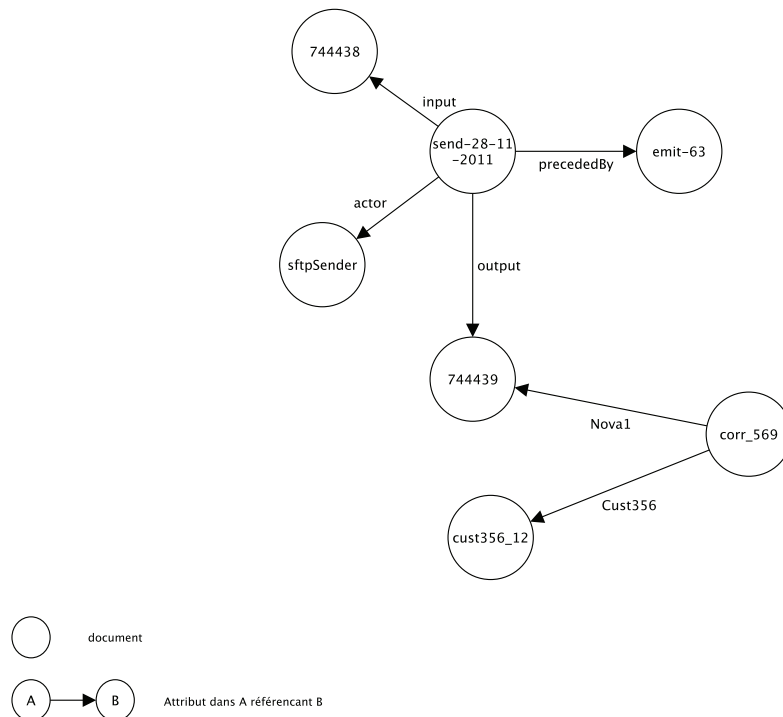 744438
input
send-28-11
-2011
emit-63
precededBy
actor
sftpSender
output
744439
Nova1
corr_569
Cust356
cust356_12
document
A
B
Attribut dans A référencant B